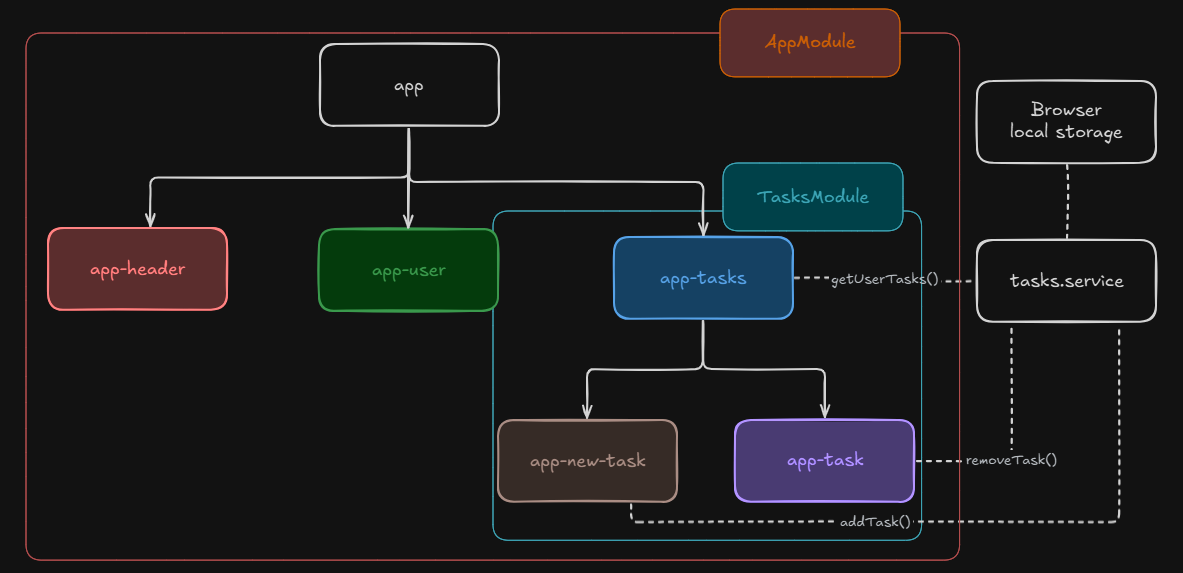 AppModule
app
Browser
local storage
TasksModule
app-header
app-user
app-tasks
getUserTasks()
tasks.service
app-new-task
app-task
removeTask()
addTask()